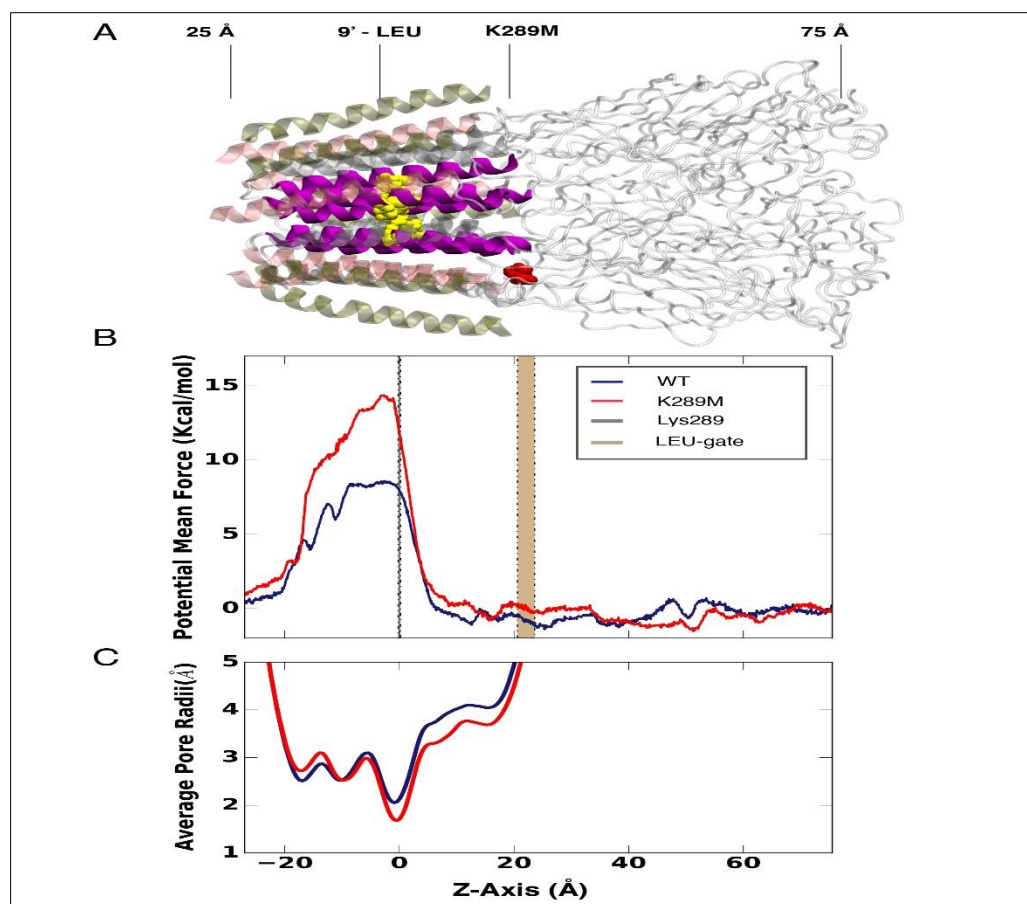 A
25 Å 9' - LEU K289M 75 Å
B
Potential Mean Force (Kcal/mol)
15
10
5
0
WT
K289M
Lys289
LEU-gate
C
Average Pore Radii(Å)
5
4
3
2
1
−20 0 20 40 60
Z-Axis (Å)